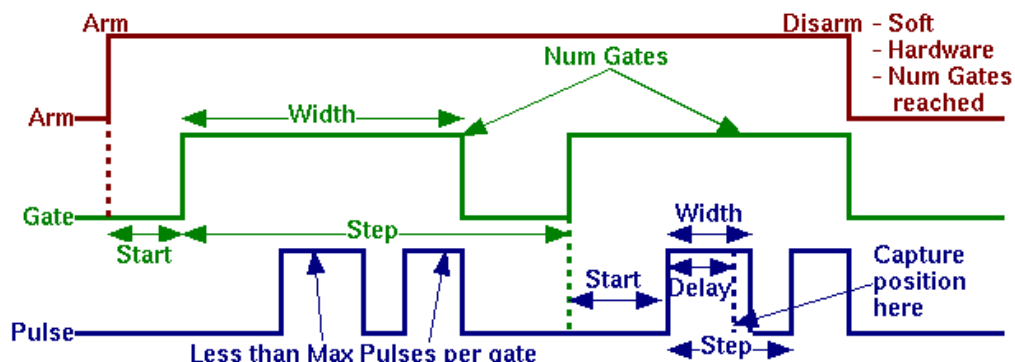 Arm
Disarm - Soft
- Hardware
- Num Gates
reached
Num Gates
Arm
Width
Gate
Width
Start
Step
Capture
position
here
Start
Delay
Pulse
Less than Max Pulses per gate
Step